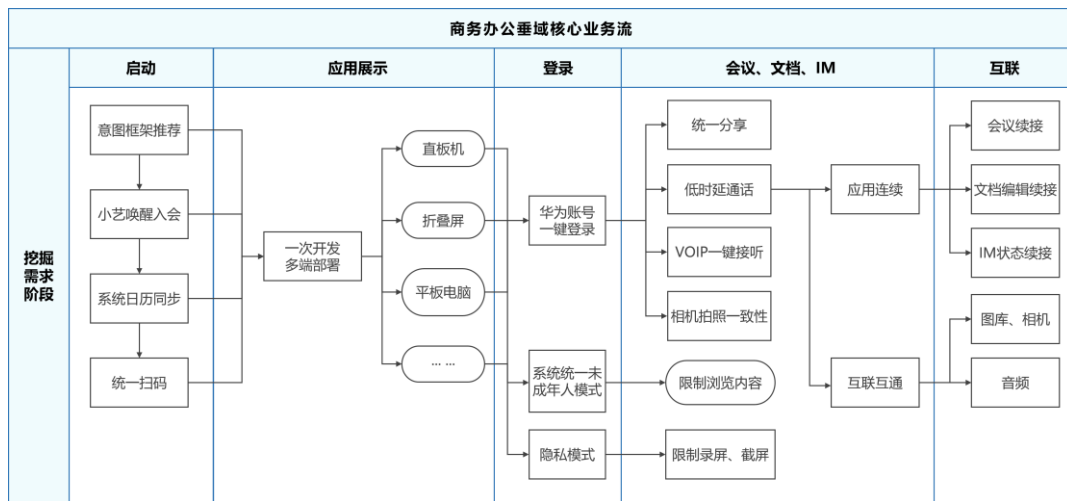 商务办公垂域核心业务流
启动
应用展示
登录
会议、文档、IM
互联
挖掘
需求
阶段
意图框架推荐
小艺唤醒入会
系统日历同步
统一扫码
一次开发
多端部署
直板机
折叠屏
平板电脑
... ...
华为账号
一键登录
系统统一未
成年人模式
隐私模式
统一分享
低时延通话
VOIP一键接听
相机拍照一致性
限制浏览内容
限制录屏、截屏
应用连续
互联互通
会议续接
文档编辑续接
IM状态续接
图库、相机
音频